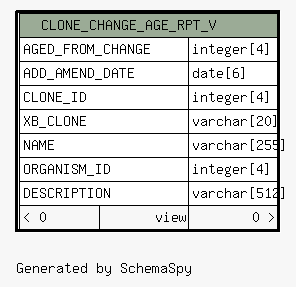 CLONE_CHANGE_AGE_RPT_V
AGED_FROM_CHANGE integer[4]
ADD_AMEND_DATE date[6]
CLONE_ID integer[4]
XB_CLONE varchar[20]
NAME varchar[255]
ORGANISM_ID integer[4]
DESCRIPTION varchar[512]
< 0 view 0 >
Generated by SchemaSpy